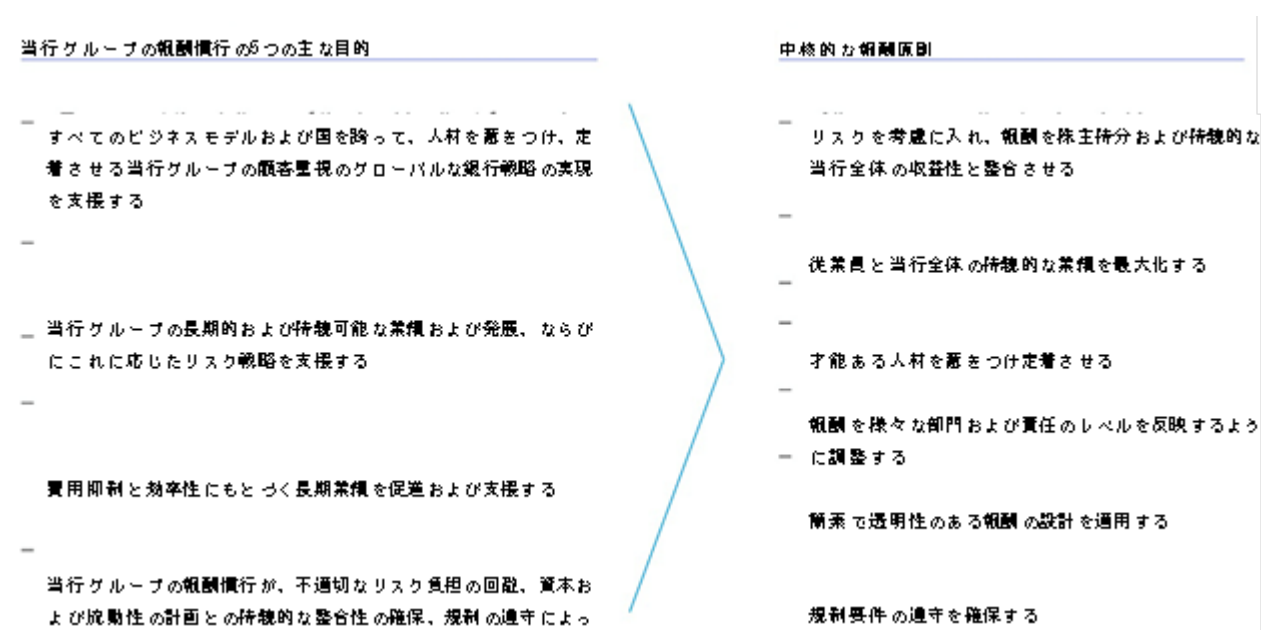 当行グループの報酬慣行の5つの主な目的
すべてのビジネスモデルおよび国を跨って、人材を惹きつけ、定
着させる当行グループの顧客重視のグローバルな銀行戦略の実現
を支援する
当行グループの長期的および持続可能な業績および発展、ならび
にこれに応じたリスク戦略を支援する
費用抑制と効率性にもとづく長期業績を促進および支援する
当行グループの報酬慣行が、不適切なリスク負担の回避、資本お
よび流動性の計画との持続的な整合性の確保、規制の遵守によっ
中核的な報酬原則
リスクを考慮に入れ、報酬を株主持分および持続的な
当行全体の収益性と整合させる
従業員と当行全体の持続的な業績を最大化する
才能ある人材を惹きつけ定着させる
報酬を様々な部門および責任のレベルを反映するよう
に調整する
簡素で透明性のある報酬の設計を適用する
規制要件の遵守を確保する